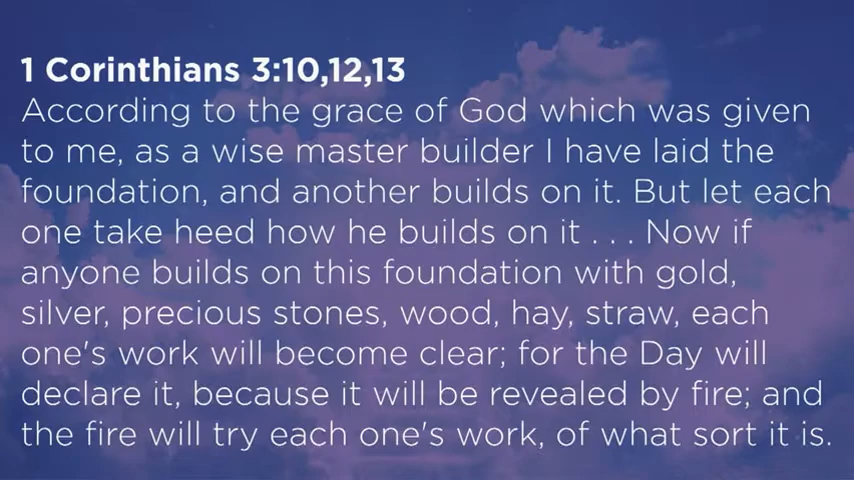 1 Corinthians 3:10,12,13
According to the grace of God which was given
to me, as a wise master builder I have laid the
foundation, and another builds on it. But let each
one take heed how he builds on it . . . Now if
anyone builds on this foundation with gold,
silver, precious stones, wood, hay, straw, each
one's work will become clear; for the Day will
declare it, because it will be revealed by fire; and
the fire will try each one's work, of what sort it is.